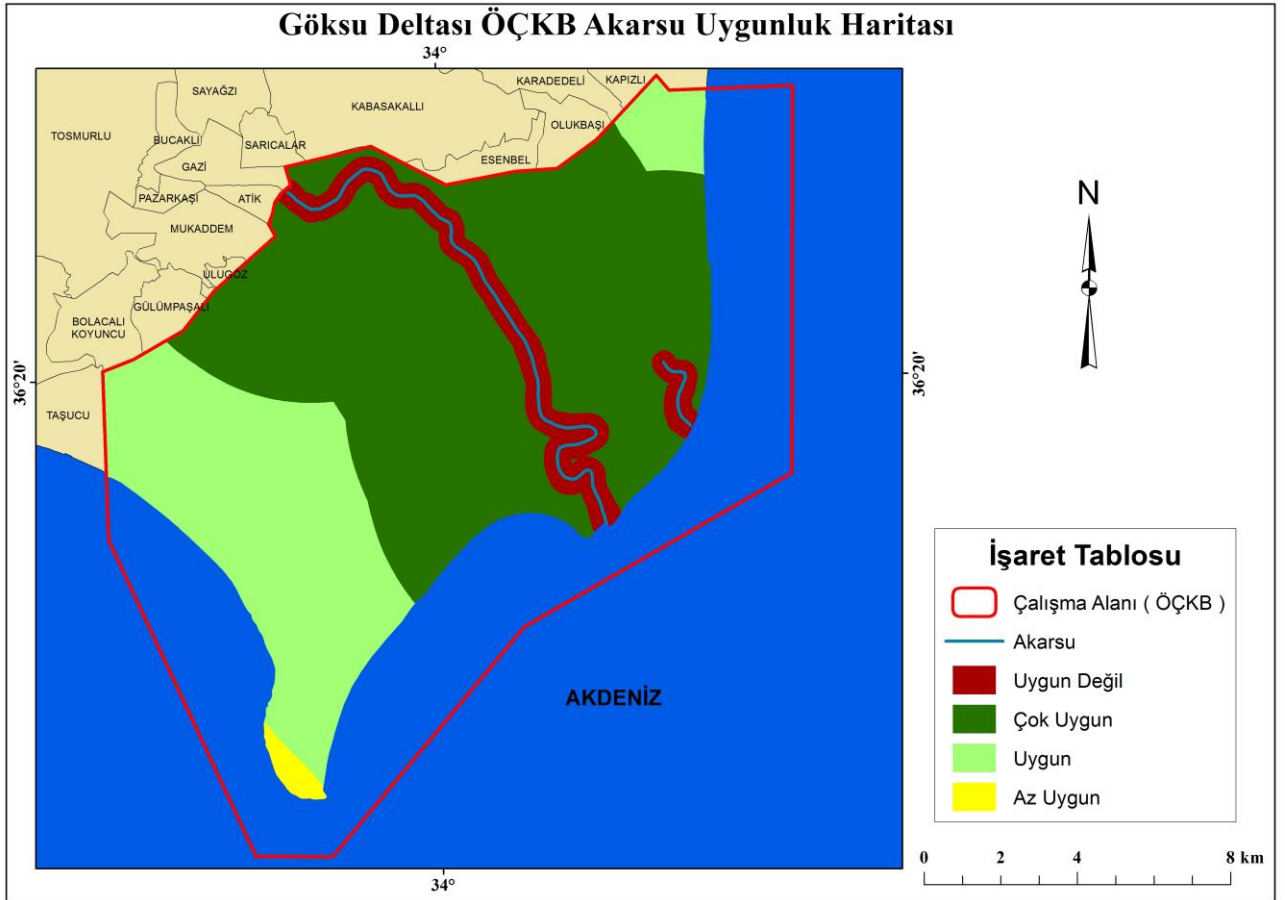 Göksu Deltası ÖÇKB Akarsu Uygunluk Haritası
34°
KARADEDELİ
KAPIZLI
SAYAĞZI
KABASAKALLI
OLUKBAŞI
TOSMURLU
BUCAKLI
SARICALAR
ESENBEL
GAZİ
PAZARKAŞI
ATİK
MUKADDEM
N
ULUGÖZ
GÜLÜMPAŞALI
BOLACALI
KOYUNCU
36°20'
36°20'
TAŞUCU
AKDENİZ
İşaret Tablosu
Çalışma Alanı ( ÖÇKB )
Akarsu
Uygun Değil
Çok Uygun
Uygun
Az Uygun
0 2 4 8 km
34°